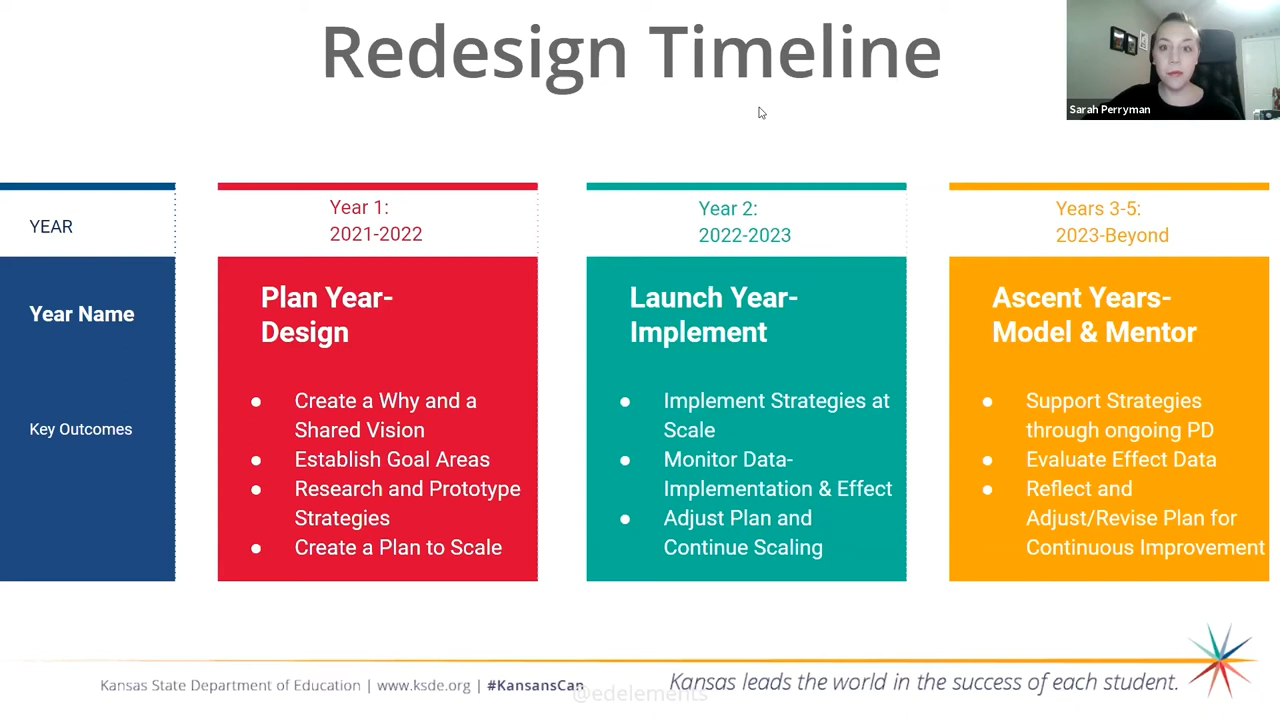 Redesign Timeline
Sarah Perryman
YEAR
Year 1:
2021-2022
Year 2:
2022-2023
Years 3-5:
2023-Beyond
Year Name
Plan Year-
Design
Launch Year-
Implement
Ascent Years-
Model & Mentor
Key Outcomes
● Create a Why and a
Shared Vision
● Establish Goal Areas
● Research and Prototype
Strategies
● Create a Plan to Scale
● Implement Strategies at
Scale
● Monitor Data-
Implementation & Effect
● Adjust Plan and
Continue Scaling
● Support Strategies
through ongoing PD
● Evaluate Effect Data
● Reflect and
Adjust/Revise Plan for
Continuous Improvement
Kansas State Department of Education | www.ksde.org | #KansansCan
@edelements
Kansas leads the world in the success of each student.